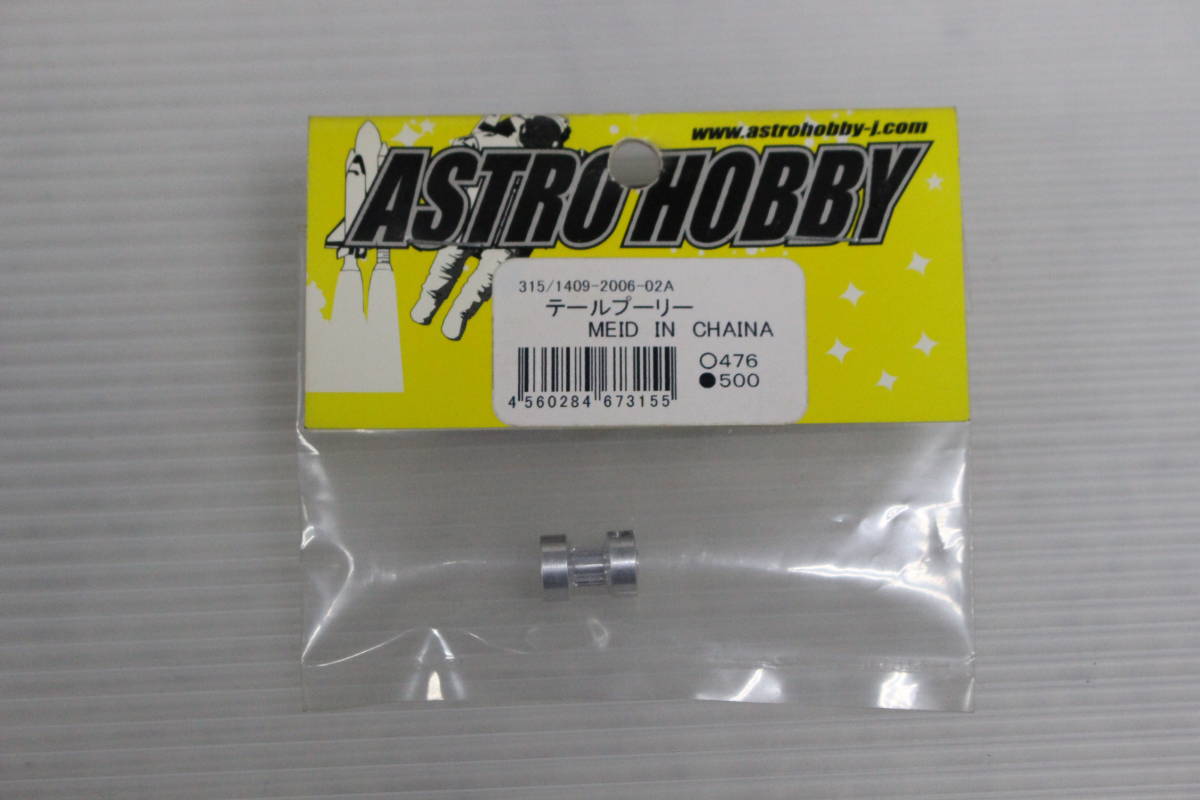 www.astrohobby-j.com
ASTRO HOBBY
315/1409-2006-02A
テールプーリー
MEID IN CHAINA
○476
●500
4 560284 673155